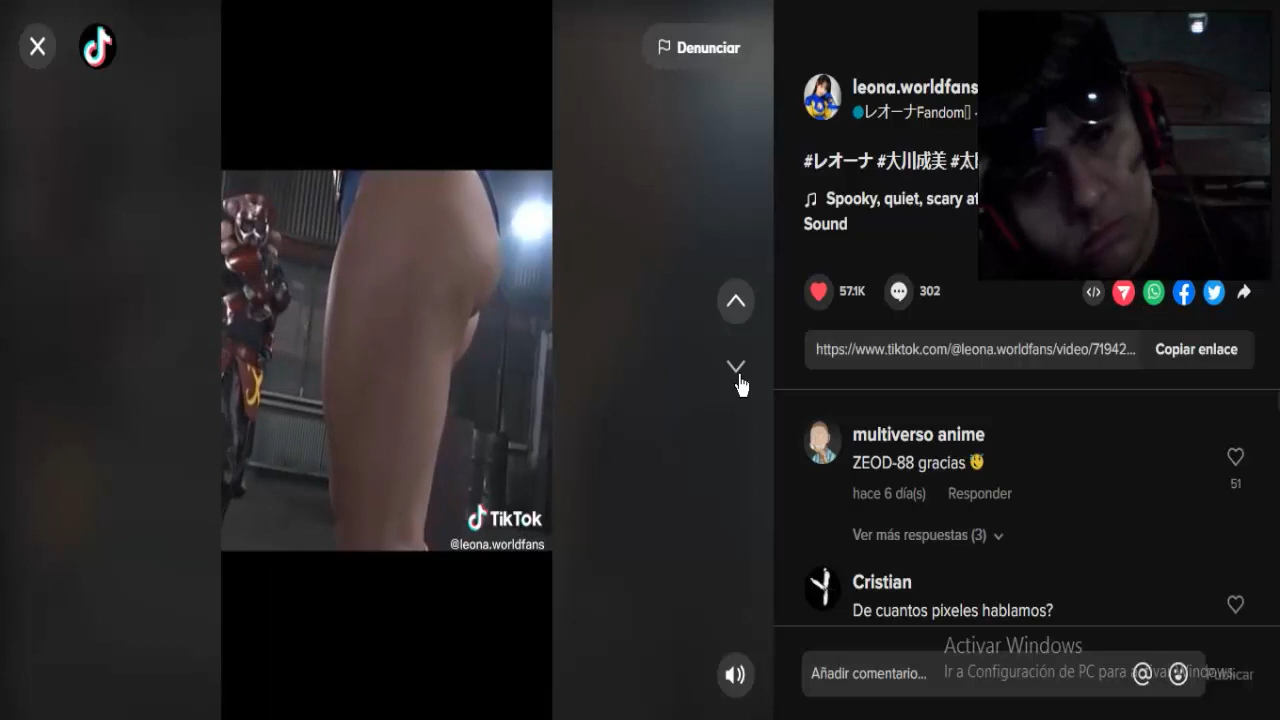 Denunciar
leona.worldfans
レオーナFandom
#レオーナ #大川成美 #太
Spooky, quiet, scary at
Sound
57.1K
302
https://www.tiktok.com/@leona.worldfans/video/71942...
Copiar enlace
TikTok
@leona.worldfans
multiverso anime
ZEOD-88 gracias
51
hace 6 día(s) Responder
Ver más respuestas (3)
Cristian
De cuantos pixeles hablamos?
Activar Windows
Ir a Configuración de PC para activar Windows.
Añadir comentario...
Publicar